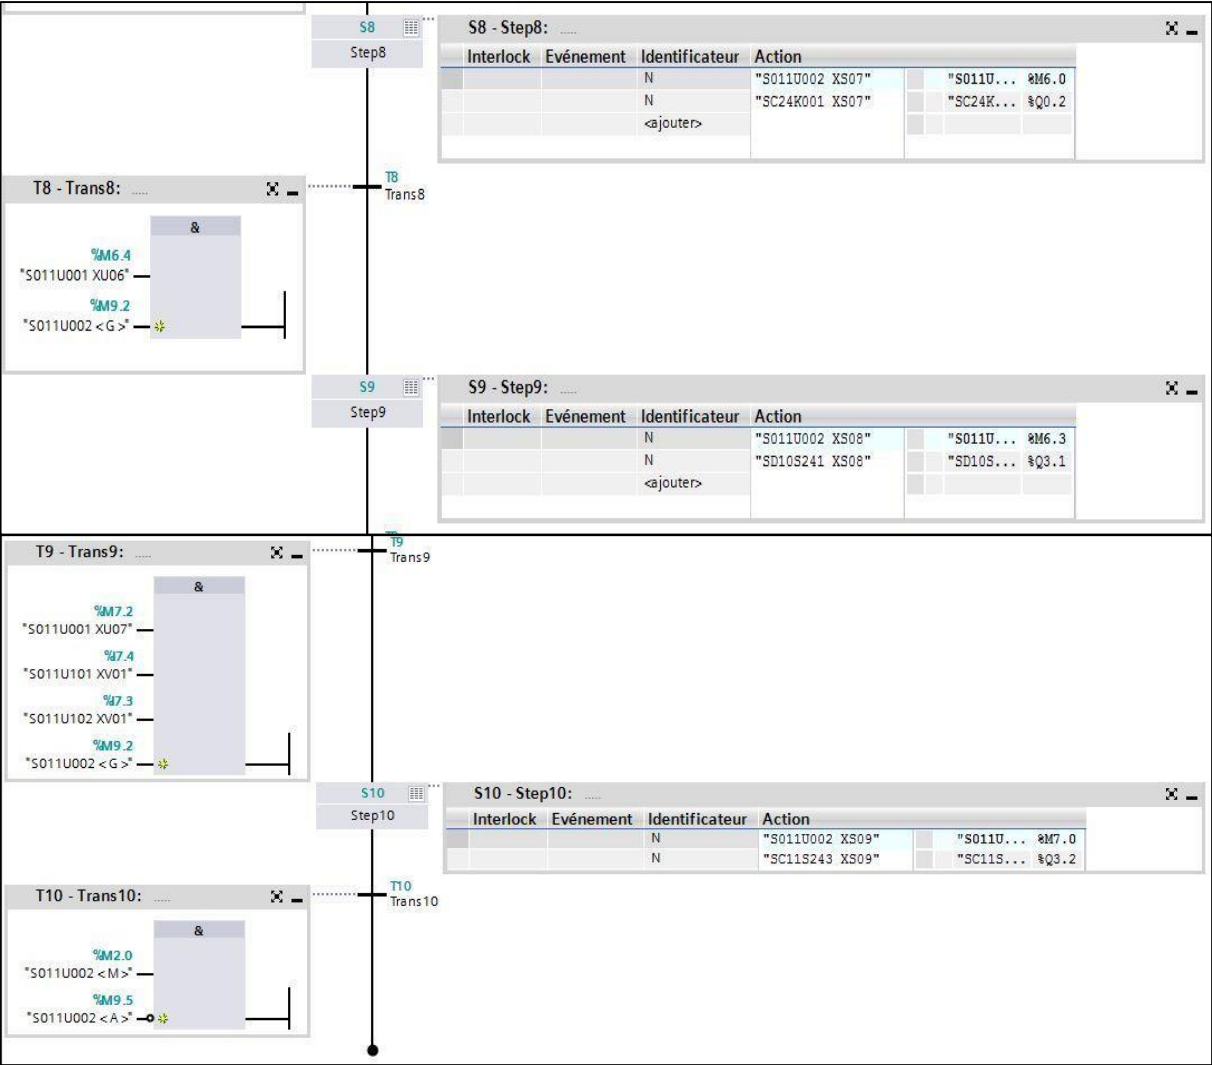 S8
Step8
S8 - Step8: .....
Interlock Evénement Identificateur Action
N "S011U002 XS07" "S011U... %M6.0
N "SC24K001 XS07" "SC24K... %Q0.2
<ajouter>
T8 - Trans8: .....
T8
Trans8
&
%M6.4
"S011U001 XU06"
%M9.2
"S011U002 <G>"
S9
Step9
S9 - Step9: .....
Interlock Evénement Identificateur Action
N "S011U002 XS08" "S011U... %M6.3
N "SD10S241 XS08" "SD10S... %Q3.1
<ajouter>
T9 - Trans9: .....
T9
Trans9
&
%M7.2
"S011U001 XU07"
%I7.4
"S011U101 XV01"
%I7.3
"S011U102 XV01"
%M9.2
"S011U002 <G>"
S10
Step10
S10 - Step10: .....
Interlock Evénement Identificateur Action
N "S011U002 XS09" "S011U... %M7.0
N "SC11S243 XS09" "SC11S... %Q3.2
T10 - Trans10: .....
T10
Trans10
&
%M2.0
"S011U002 <M>"
%M9.5
"S011U002 <A>"